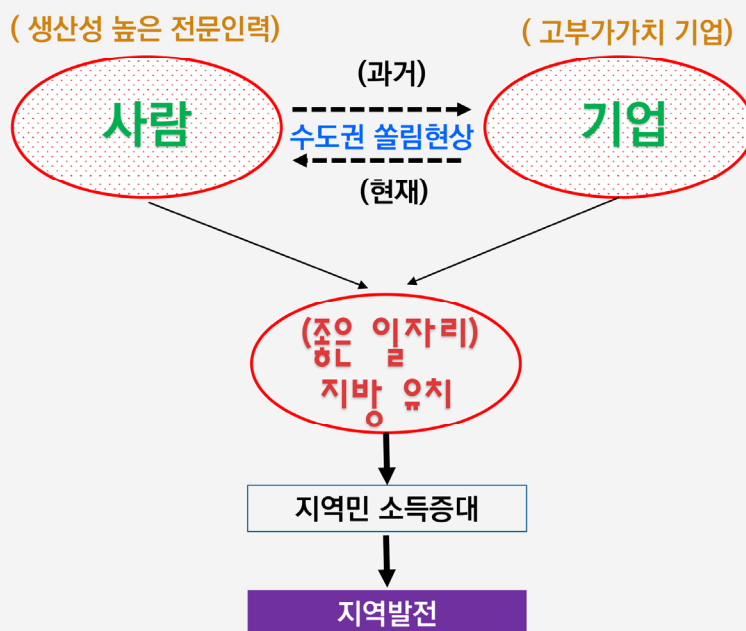 ( 생산성 높은 전문인력)
( 고부가가치 기업)
사람
(과거)
수도권 쏠림현상
(현재)
기업
(좋은 일자리)
지방 유치
지역민 소득증대
지역발전